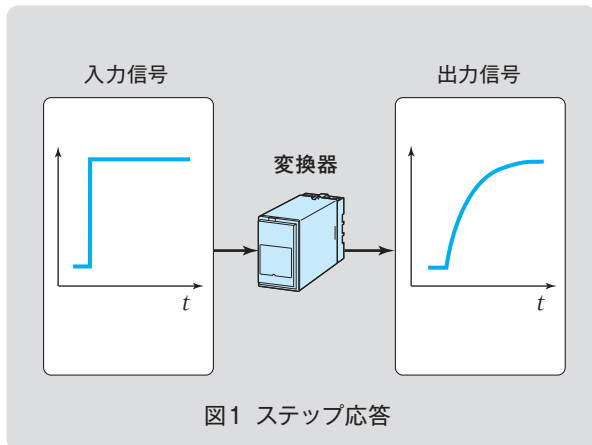 入力信号
出力信号
変換器
t
t
図1 ステップ応答